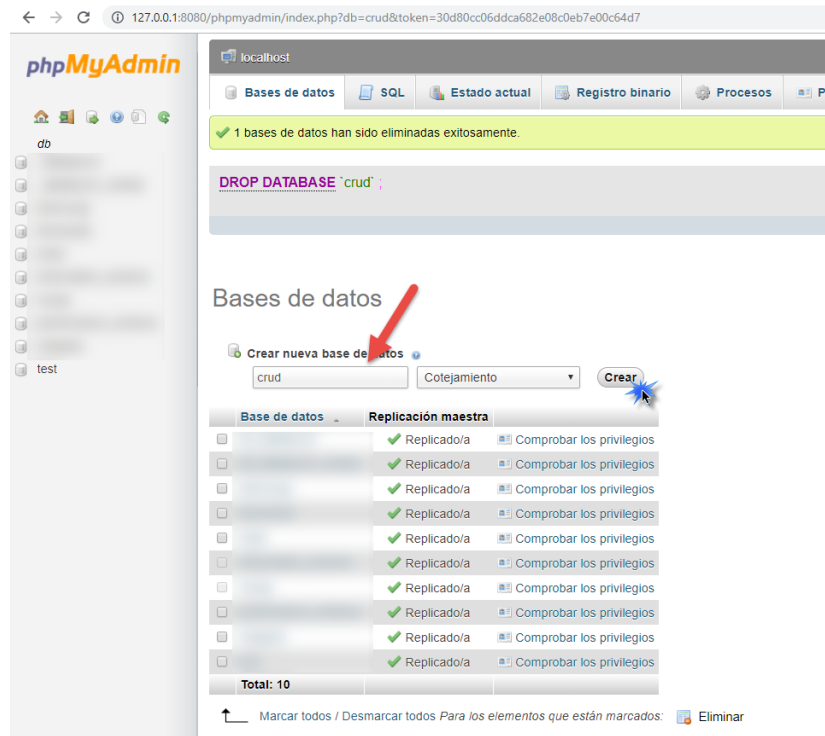 127.0.0.1:8080/phpmyadmin/index.php?db=crud&token=30d80cc06ddca682e08c0eb7e00c64d7
phpMyAdmin
db
test
localhost
Bases de datos SQL Estado actual Registro binario Procesos P
1 bases de datos han sido eliminadas exitosamente.
DROP DATABASE `crud` ;
Bases de datos
Crear nueva base de datos
crud Cotejamiento Crear
Base de datos Replicación maestra
Replicado/a Comprobar los privilegios
Replicado/a Comprobar los privilegios
Replicado/a Comprobar los privilegios
Replicado/a Comprobar los privilegios
Replicado/a Comprobar los privilegios
Replicado/a Comprobar los privilegios
Replicado/a Comprobar los privilegios
Replicado/a Comprobar los privilegios
Replicado/a Comprobar los privilegios
Replicado/a Comprobar los privilegios
Total: 10
Marcar todos / Desmarcar todos Para los elementos que están marcados: Eliminar